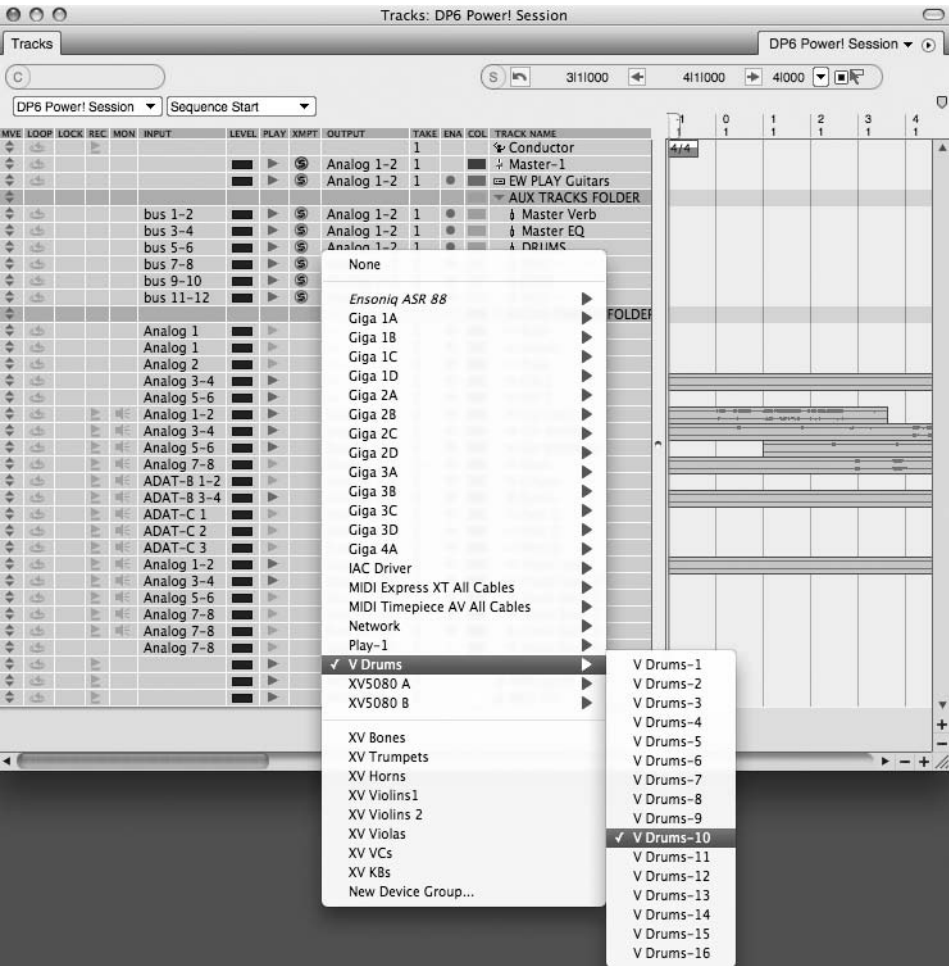 Tracks: DP6 Power! Session
Tracks
DP6 Power! Session
C
S 3|1|000 4|1|000 4|000
DP6 Power! Session Sequence Start
-1 0 1 2 3 4
1 1 1 1 1 1
MVE LOOP LOCK REC MON INPUT LEVEL PLAY XMPT OUTPUT TAKE ENA COL TRACK NAME
1 Conductor 4/4
S Analog 1-2 1 Master-1
S Analog 1-2 1 EW PLAY Guitars
AUX TRACKS FOLDER
bus 1-2 S Analog 1-2 1 Master Verb
bus 3-4 S Analog 1-2 1 Master EQ
bus 5-6 S Analog 1-2 1 DRUMS
bus 7-8 S
bus 9-10 S
bus 11-12 S
FOLDER
Analog 1
Analog 1
Analog 2
Analog 3-4
Analog 5-6
Analog 1-2
Analog 3-4
Analog 5-6
Analog 7-8
ADAT-B 1-2
ADAT-B 3-4
ADAT-C 1
ADAT-C 2
ADAT-C 3
Analog 1-2
Analog 3-4
Analog 5-6
Analog 7-8
Analog 7-8
Analog 7-8
None
Ensoniq ASR 88
Giga 1A
Giga 1B
Giga 1C
Giga 1D
Giga 2A
Giga 2B
Giga 2C
Giga 2D
Giga 3A
Giga 3B
Giga 3C
Giga 3D
Giga 4A
IAC Driver
MIDI Express XT All Cables
MIDI Timepiece AV All Cables
Network
Play-1
✓ V Drums
XV5080 A
XV5080 B
XV Bones
XV Trumpets
XV Horns
XV Violins1
XV Violins 2
XV Violas
XV VCs
XV KBs
New Device Group...
V Drums-1
V Drums-2
V Drums-3
V Drums-4
V Drums-5
V Drums-6
V Drums-7
V Drums-8
V Drums-9
✓ V Drums-10
V Drums-11
V Drums-12
V Drums-13
V Drums-14
V Drums-15
V Drums-16